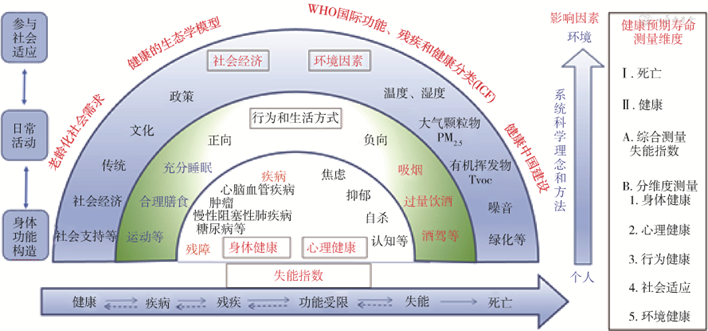 参与
社会
适应
日常
活动
身体
功能
构造
老龄化社会需求
健康的生态学模型
WHO国际功能、残疾和健康分类(ICF)
健康中国建设
社会经济
环境因素
政策
文化
传统
社会经济
社会支持等
温度、湿度
大气颗粒物
PM2.5
有机挥发物
Tvoc
噪音
绿化等
行为和生活方式
正向
负向
充分睡眠
合理膳食
运动等
吸烟
过量饮酒
酒驾等
疾病
心脑血管疾病
肿瘤
慢性阻塞性肺疾病
糖尿病等
残障
身体健康
焦虑
抑郁
自杀
认知等
心理健康
失能指数
健康
疾病
残疾
功能受限
失能
死亡
影响因素
环境
系统科学理念和方法
个人
健康预期寿命
测量维度
Ⅰ. 死亡
Ⅱ. 健康
A. 综合测量
失能指数
B. 分维度测量
1. 身体健康
2. 心理健康
3. 行为健康
4. 社会适应
5. 环境健康